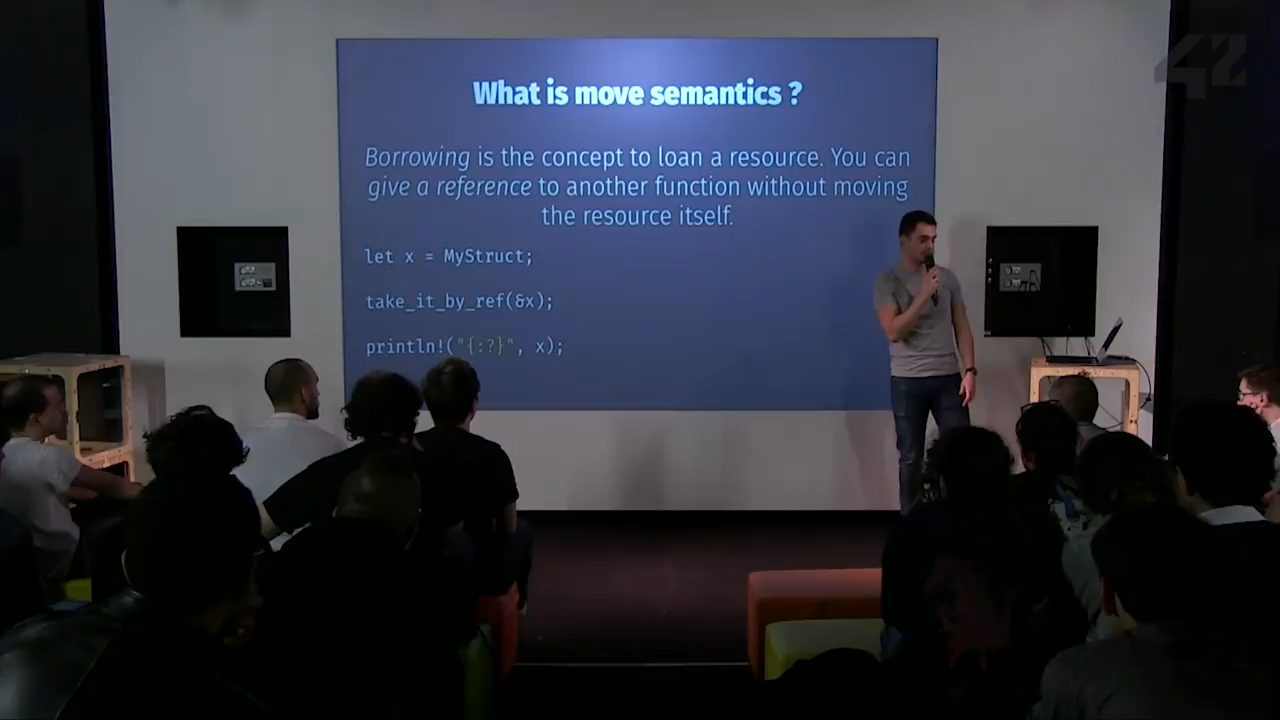 42
What is move semantics ?
Borrowing is the concept to loan a resource. You can
give a reference to another function without moving
the resource itself.
let x = MyStruct;
take_it_by_ref(&x);
println!("{:?}", x);